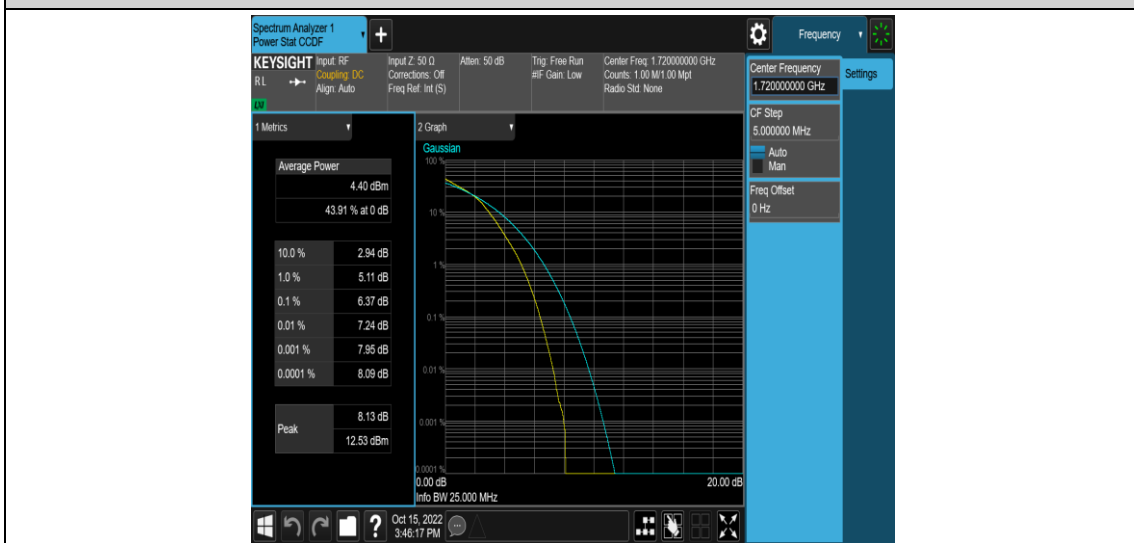 Spectrum Analyzer 1
Power Stat CCDF
+
Frequency
KEYSIGHT
RL
LXI
Input: RF
Coupling: DC
Align: Auto
Input Z: 50 Ω
Corrections: Off
Freq Ref: Int (S)
Atten: 50 dB
Trig: Free Run
#IF Gain: Low
Center Freq: 1.720000000 GHz
Counts: 1.00 M/1.00 Mpt
Radio Std: None
Center Frequency
1.720000000 GHz
Settings
CF Step
5.000000 MHz
Auto
Man
Freq Offset
0 Hz
1 Metrics
Average Power
4.40 dBm
43.91 % at 0 dB
10.0 % 2.94 dB
1.0 % 5.11 dB
0.1 % 6.37 dB
0.01 % 7.24 dB
0.001 % 7.95 dB
0.0001 % 8.09 dB
Peak
8.13 dB
12.53 dBm
2 Graph
Gaussian
100 %
10 %
1 %
0.1 %
0.01 %
0.001 %
0.0001 %
0.00 dB 20.00 dB
Info BW 25.000 MHz
?
Oct 15, 2022
3:46:17 PM